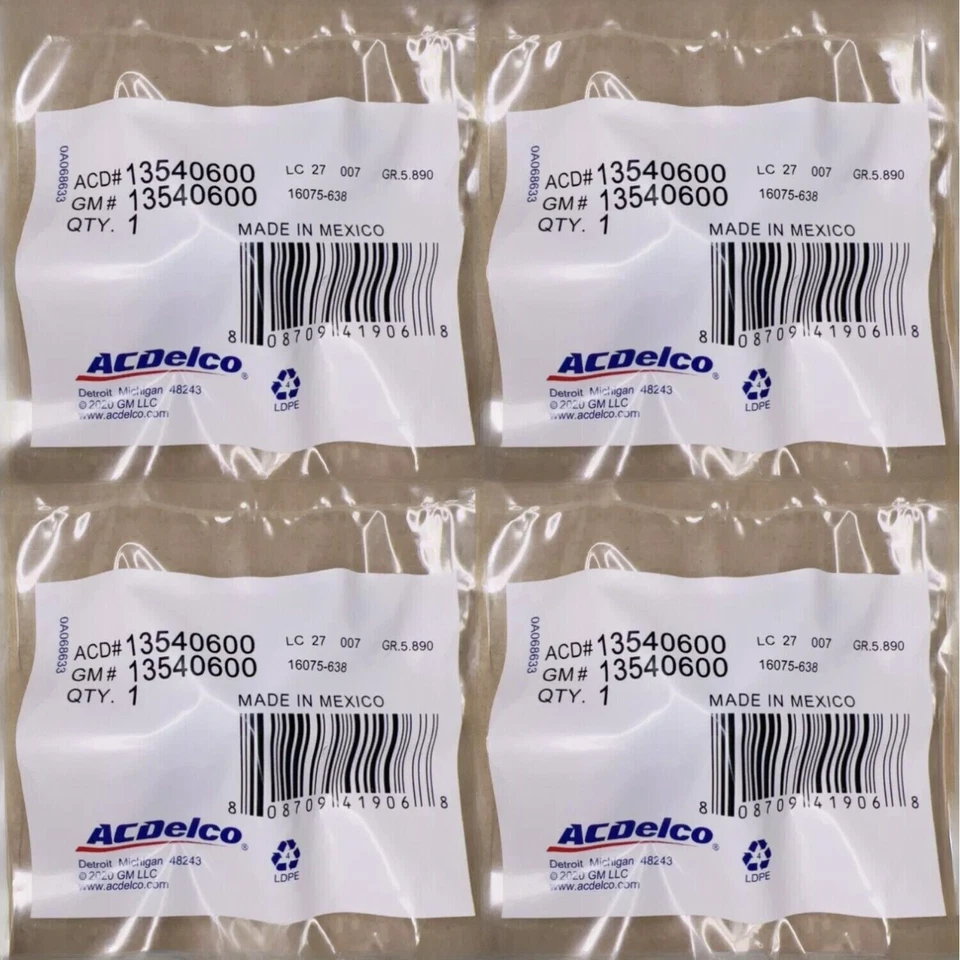 0A068633
ACD# 13540600 LC 27 007 GR.5.890
GM # 13540600 16075-638
QTY. 1
MADE IN MEXICO
8 08709 41906 8
ACDelco®
Detroit Michigan 48243
© 2020 GM LLC
www.acdelco.com
4
LDPE
0A068633
ACD# 13540600 LC 27 007 GR.5.890
GM # 13540600 16075-638
QTY. 1
MADE IN MEXICO
8 08709 41906 8
ACDelco®
Detroit Michigan 48243
© 2020 GM LLC
www.acdelco.com
4
LDPE
0A068633
ACD# 13540600 LC 27 007 GR.5.890
GM # 13540600 16075-638
QTY. 1
MADE IN MEXICO
8 08709 41906 8
ACDelco®
Detroit Michigan 48243
© 2020 GM LLC
www.acdelco.com
4
LDPE
0A068633
ACD# 13540600 LC 27 007 GR.5.890
GM # 13540600 16075-638
QTY. 1
MADE IN MEXICO
8 08709 41906 8
ACDelco®
Detroit Michigan 48243
© 2020 GM LLC
www.acdelco.com
4
LDPE